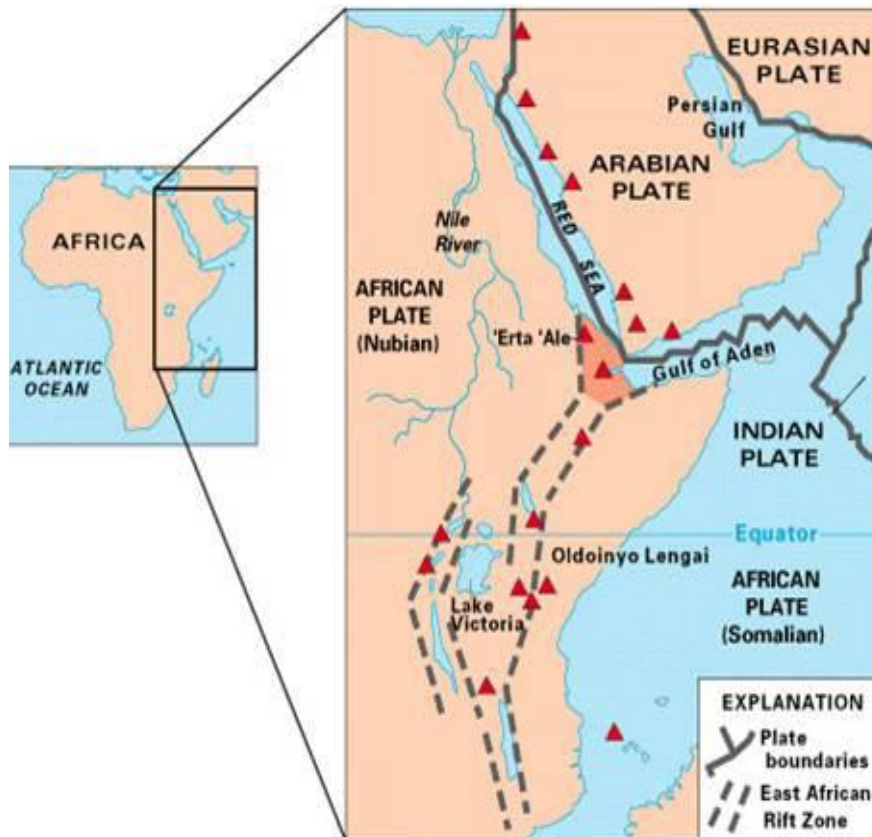 AFRICA
ATLANTIC
OCEAN
EURASIAN
PLATE
Persian
Gulf
ARABIAN
PLATE
Nile
River
RED
SEA
AFRICAN
PLATE
(Nubian)
'Erta 'Ale
Gulf of Aden
INDIAN
PLATE
Equator
Oldoinyo Lengai
Lake
Victoria
AFRICAN
PLATE
(Somalian)
EXPLANATION
Plate
boundaries
East African
Rift Zone